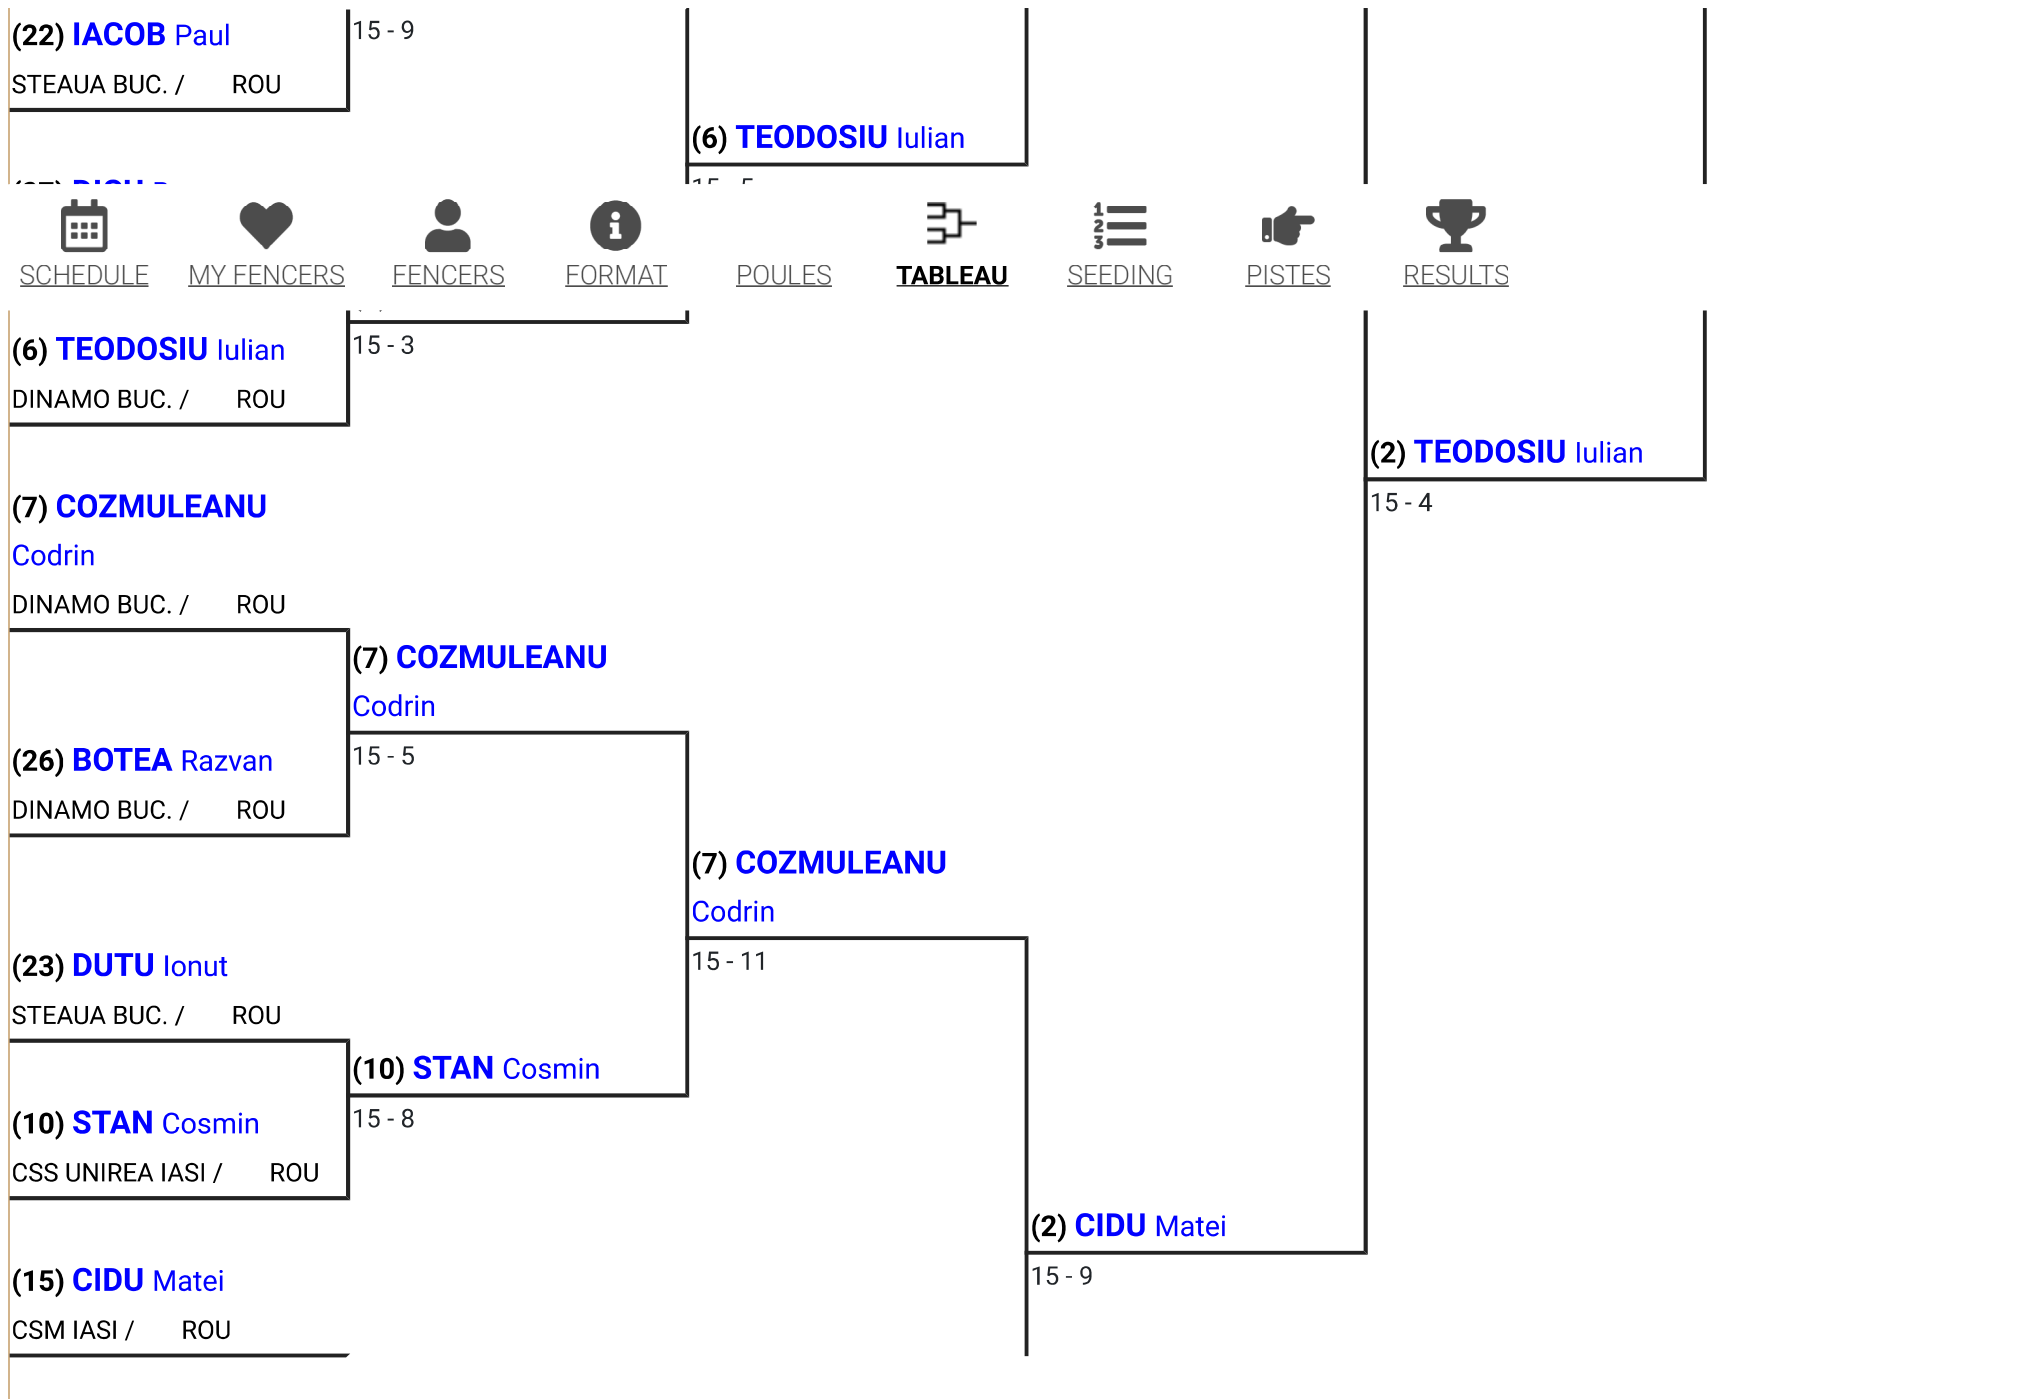 (22) IACOB Paul
15 - 9
STEAUA BUC. / ROU
(6) TEODOSIU Iulian
SCHEDULE
MY FENCERS
FENCERS
FORMAT
POULES
TABLEAU
SEEDING
PISTES
RESULTS
(6) TEODOSIU Iulian
15 - 3
DINAMO BUC. / ROU
(2) TEODOSIU Iulian
15 - 4
(7) COZMULEANU
Codrin
DINAMO BUC. / ROU
(7) COZMULEANU
Codrin
15 - 5
(26) BOTEA Razvan
DINAMO BUC. / ROU
(7) COZMULEANU
Codrin
15 - 11
(23) DUTU Ionut
STEAUA BUC. / ROU
(10) STAN Cosmin
15 - 8
(10) STAN Cosmin
CSS UNIREA IASI / ROU
(2) CIDU Matei
15 - 9
(15) CIDU Matei
CSM IASI / ROU